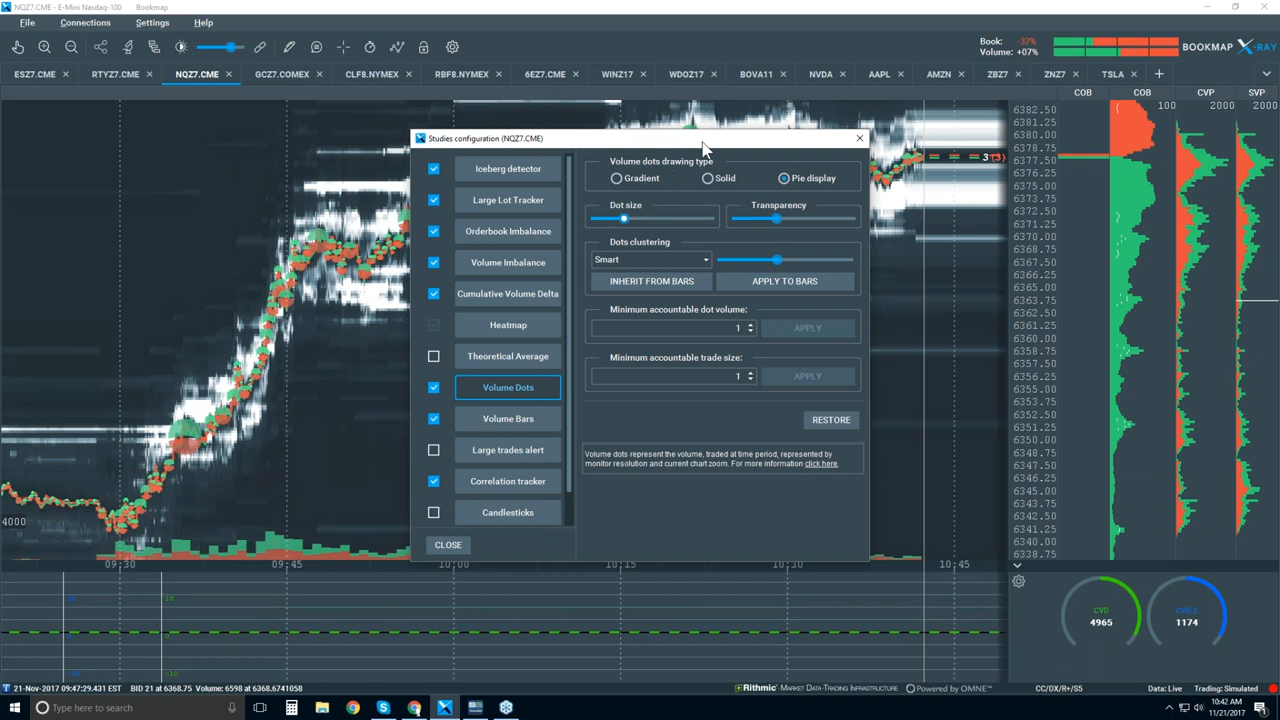 NQZ7.CME - E-Mini Nasdaq-100 Bookmap
File Connections Settings Help
Book: -37%
Volume: +07%
BOOKMAP X-RAY
ESZ7.CME RTYZ7.CME NQZ7.CME GCZ7.COMEX CLF8.NYMEX RBF8.NYMEX 6EZ7.CME WINZ17 WDOZ17 BOVA11 NVDA AAPL AMZN ZBZ7 ZNZ7 TSLA
COB COB CVP SVP
100 2000 2000
6382.50
6381.25
6380.00
6378.75
6377.50
6376.25
6375.00
6373.75
6372.50
6371.25
6370.00
6368.75
6367.50
6366.25
6365.00
6363.75
6362.50
6361.25
6360.00
6358.75
6357.50
6356.25
6355.00
6353.75
6352.50
6351.25
6350.00
6348.75
6347.50
6346.25
6345.00
6343.75
6342.50
6341.25
6340.00
6338.75
3 (3)
Studies configuration (NQZ7.CME)
Iceberg detector
Large Lot Tracker
Orderbook Imbalance
Volume Imbalance
Cumulative Volume Delta
Heatmap
Theoretical Average
Volume Dots
Volume Bars
Large trades alert
Correlation tracker
Candlesticks
CLOSE
Volume dots drawing type
Gradient Solid Pie display
Dot size Transparency
Dots clustering
Smart
INHERIT FROM BARS APPLY TO BARS
Minimum accountable dot volume:
1 APPLY
Minimum accountable trade size:
1 APPLY
RESTORE
Volume dots represent the volume, traded at time period, represented by
monitor resolution and current chart zoom. For more information click here.
4000
09:30 09:45 10:00 10:15 10:30 10:45
10
CVD
4965
CVD 2
1174
21-Nov-2017 09:47:29.431 EST BID 21 at 6368.75 Volume: 6598 at 6368.6741058
Rithmic™ MARKET DATA-TRADING INFRASTRUCTURE Powered by OMNE™ CC/DX/R+/S5 Data: Live Trading: Simulated
Type here to search
10:42 AM
11/21/2017
1